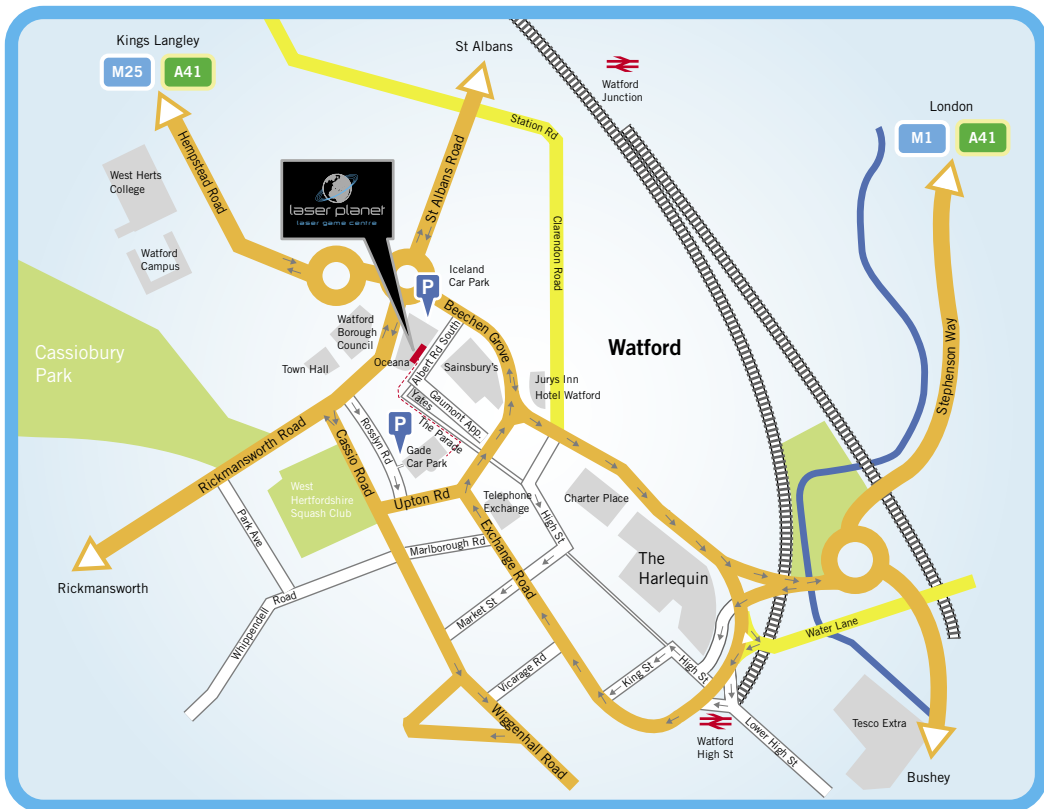 Kings Langley
M25
A41
St Albans
Watford
Junction
London
M1
A41
Station Rd
Hempstead Road
St Albans Road
West Herts
College
laser planet
laser game centre
Watford
Campus
Clarendon Road
Iceland
Car Park
P
Beechen Grove
Watford
Borough
Council
Oceana
Albert Rd South
Sainsbury's
Town Hall
Watford
Stephenson Way
Cassiobury
Park
Jurys Inn
Hotel Watford
Yates
Gaumont App.
The Parade
P
Gade
Car Park
Rosslyn Rd
Cassio Road
Rickmansworth Road
West
Hertfordshire
Squash Club
Upton Rd
Telephone
Exchange
Charter Place
High St
Park Ave
Marlborough Rd
Exchange Road
The
Harlequin
Rickmansworth
Whippendell Road
Market St
Water Lane
Vicarage Rd
King St
High St
Wiggenhall Road
Watford
High St
Lower High St
Tesco Extra
Bushey